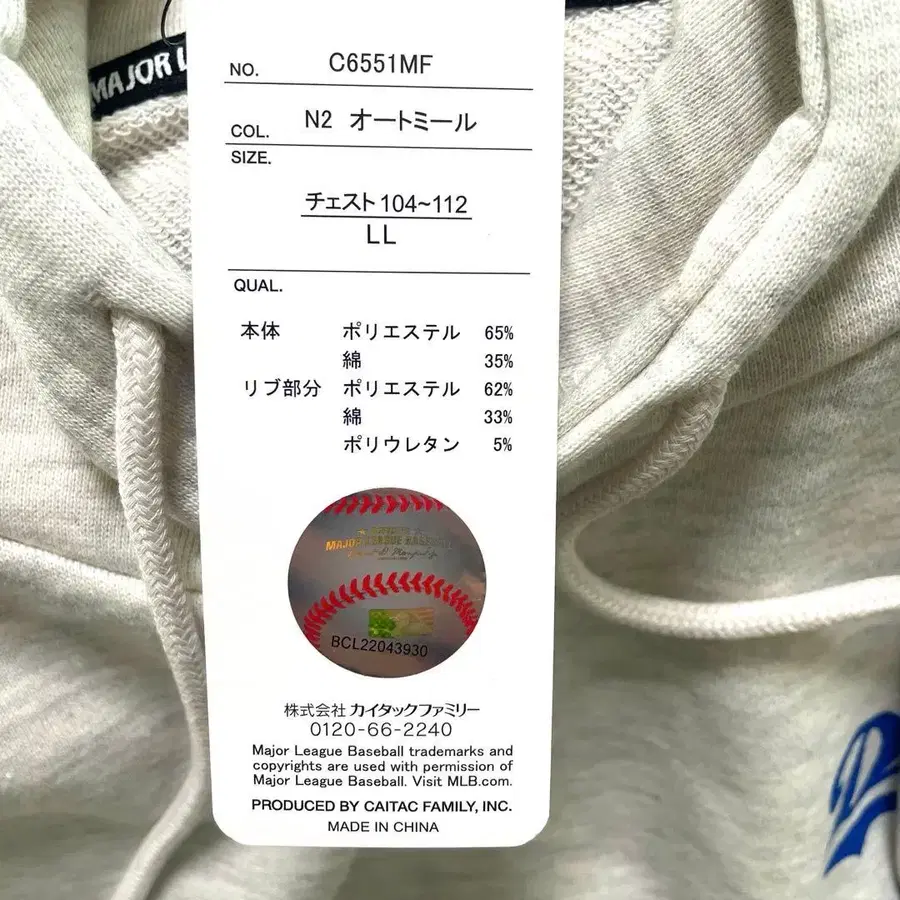 MAJOR L
NO. C6551MF
COL. N2 オートミール
SIZE.
チェスト 104~112
LL
QUAL.
本体 ポリエステル 65%
綿 35%
リブ部分 ポリエステル 62%
綿 33%
ポリウレタン 5%
MAJOR LEAGUE BASEBALL
BCL22043930
株式会社 カイタックファミリー
0120-66-2240
Major League Baseball trademarks and
copyrights are used with permission of
Major League Baseball. Visit MLB.com.
PRODUCED BY CAITAC FAMILY, INC.
MADE IN CHINA